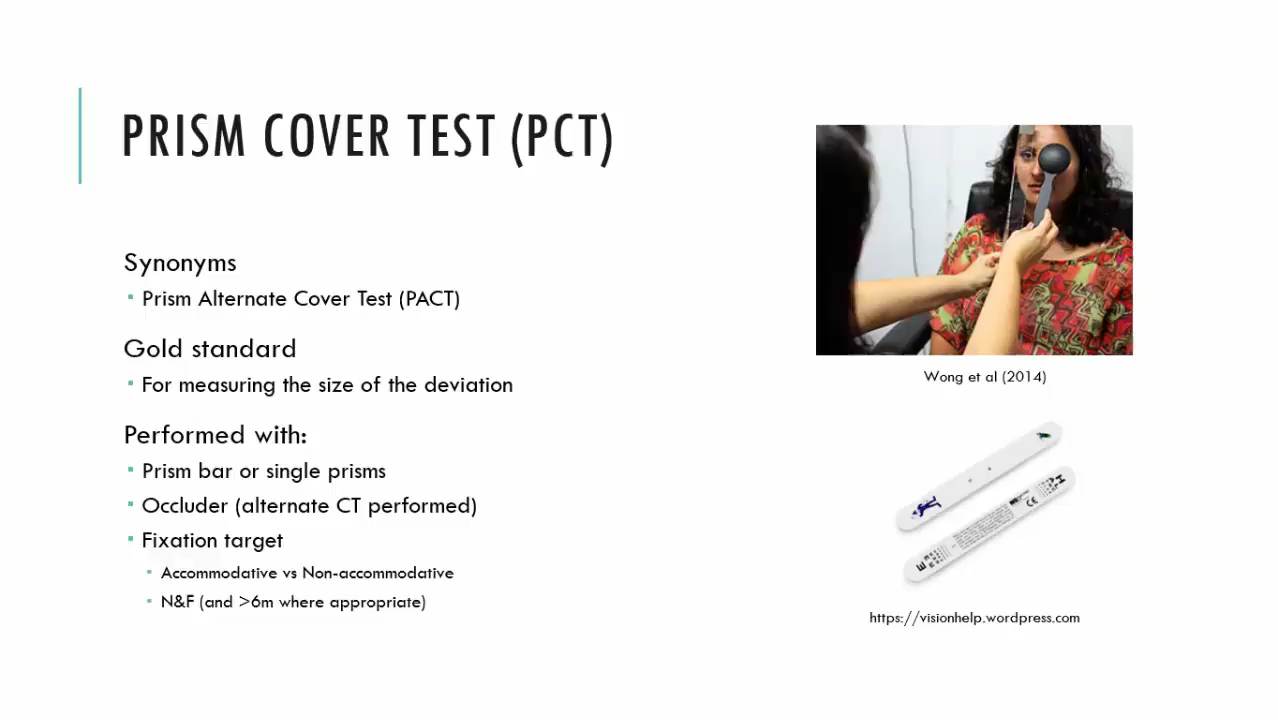 PRISM COVER TEST (PCT)
Synonyms
Prism Alternate Cover Test (PACT)
Gold standard
For measuring the size of the deviation
Performed with:
Prism bar or single prisms
Occluder (alternate CT performed)
Fixation target
Accommodative vs Non-accommodative
N&F (and >6m where appropriate)
Wong et al (2014)
https://visionhelp.wordpress.com